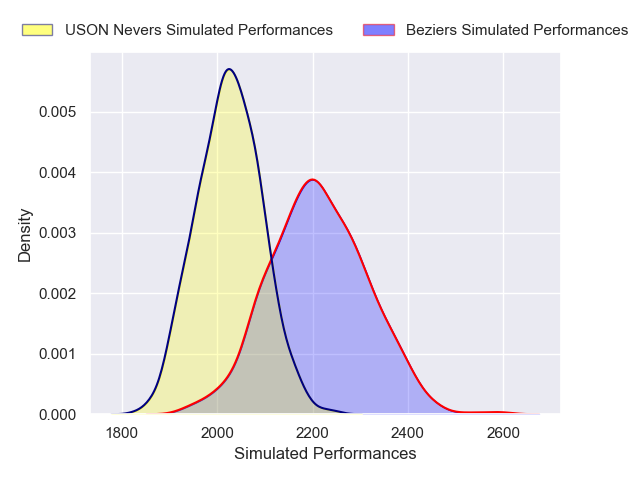 USON Nevers Simulated Performances
Beziers Simulated Performances
Density
0.005
0.004
0.003
0.002
0.001
0.000
1800 2000 2200 2400 2600
Simulated Performances